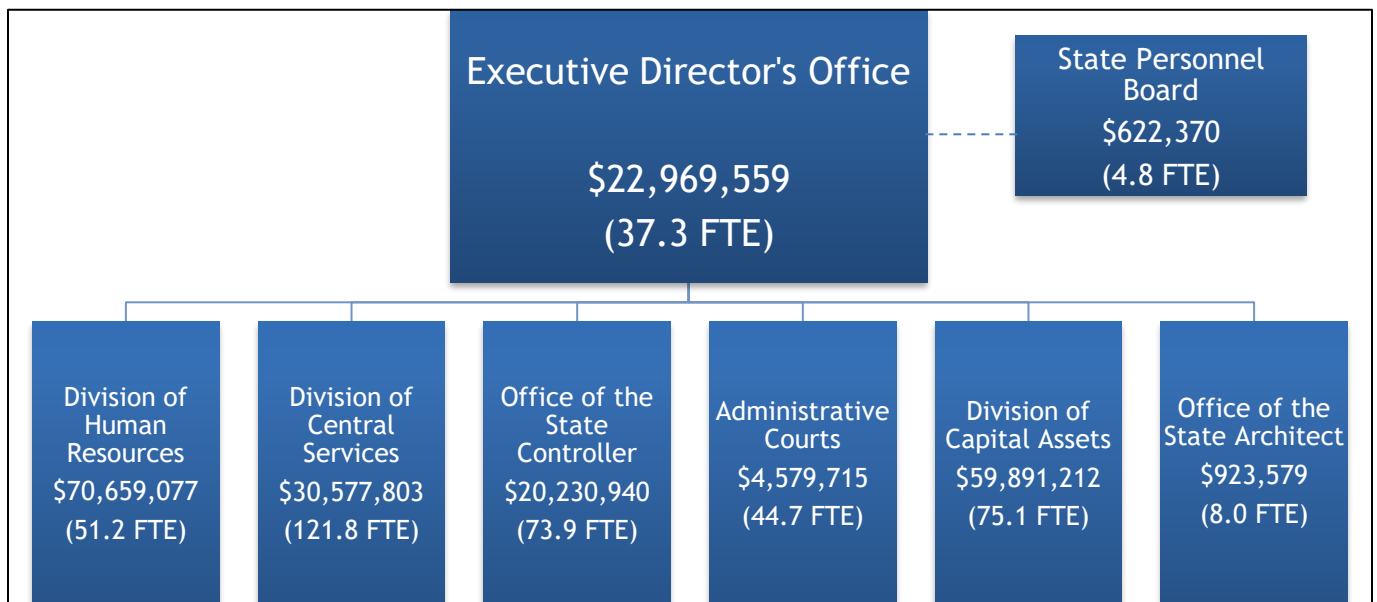 Executive Director's Office
$22,969,559
(37.3 FTE)
State Personnel
Board
$622,370
(4.8 FTE)
Division of
Human
Resources
$70,659,077
(51.2 FTE)
Division of
Central
Services
$30,577,803
(121.8 FTE)
Office of the
State
Controller
$20,230,940
(73.9 FTE)
Administrative
Courts
$4,579,715
(44.7 FTE)
Division of
Capital Assets
$59,891,212
(75.1 FTE)
Office of the
State Architect
$923,579
(8.0 FTE)